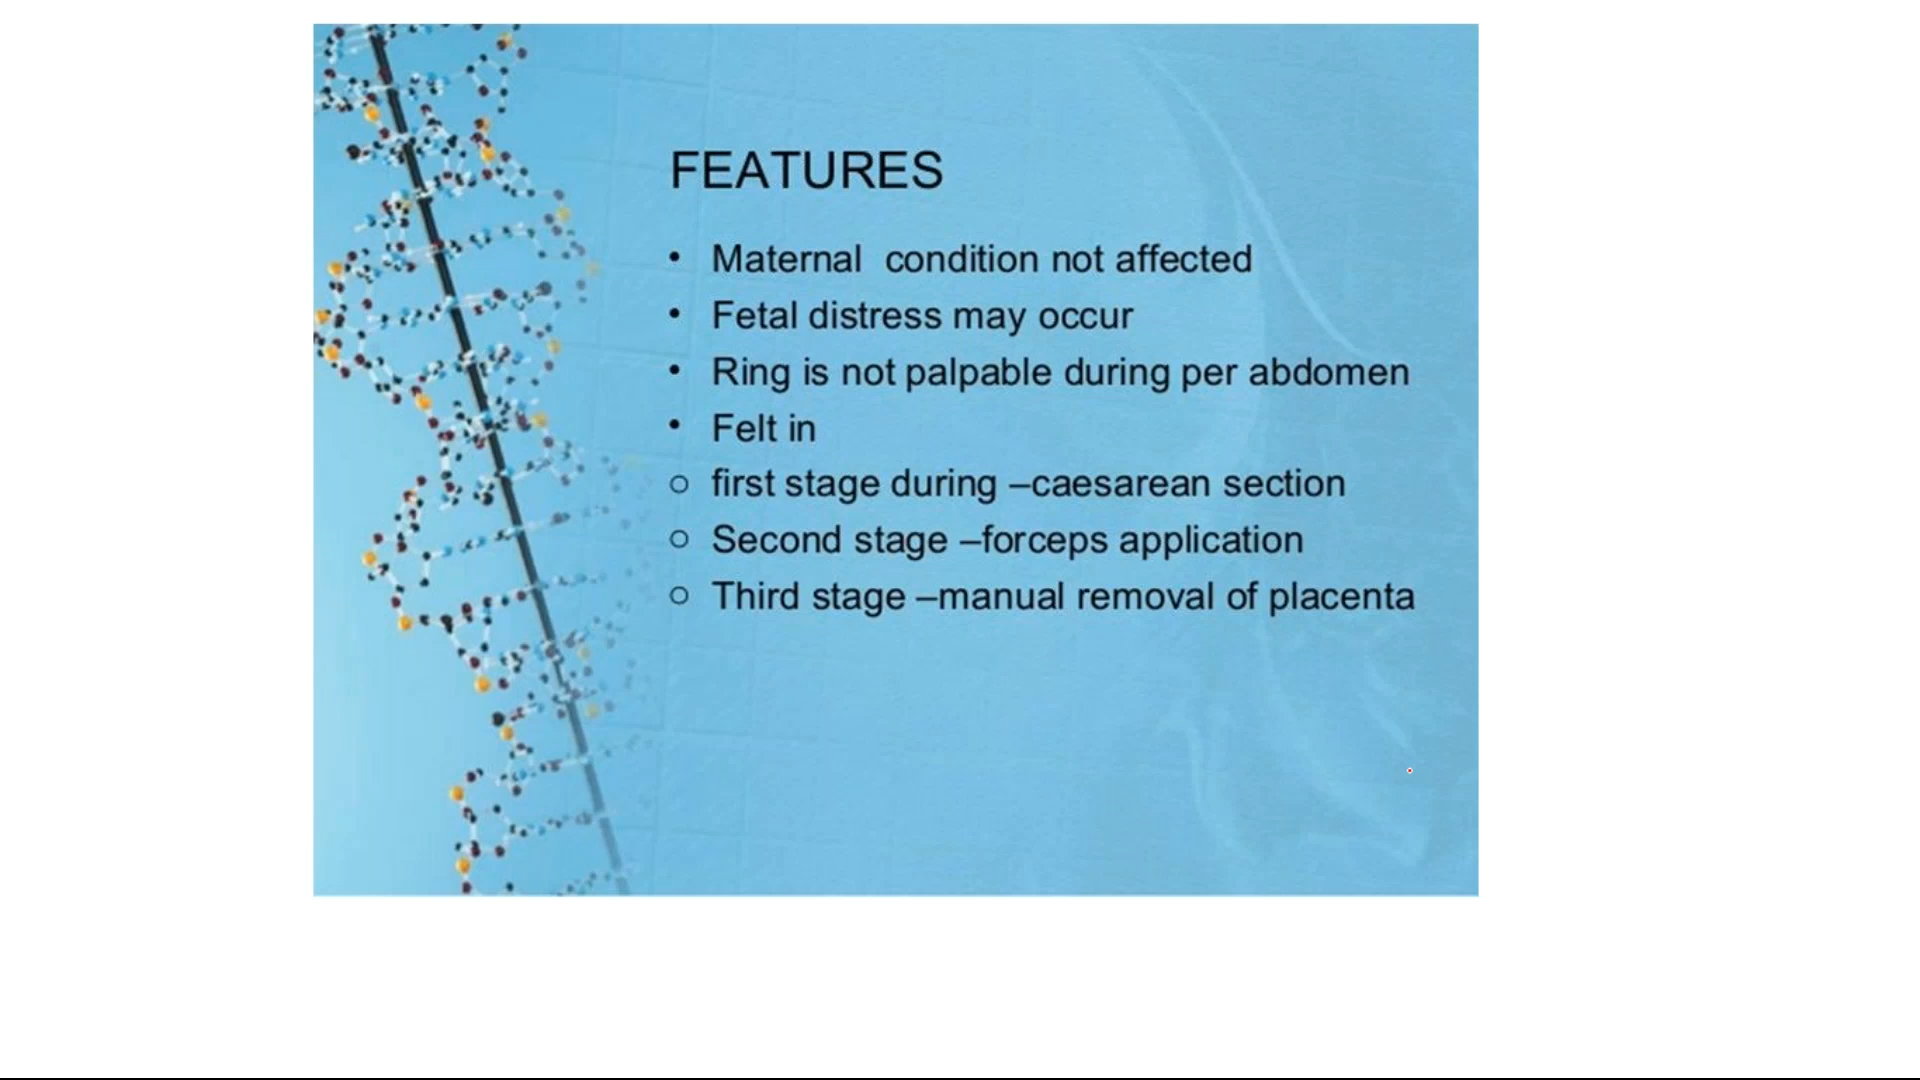 FEATURES
• Maternal  condition not affected
• Fetal distress may occur
• Ring is not palpable during per abdomen
• Felt in
○ first stage during –caesarean section
○ Second stage –forceps application
○ Third stage –manual removal of placenta